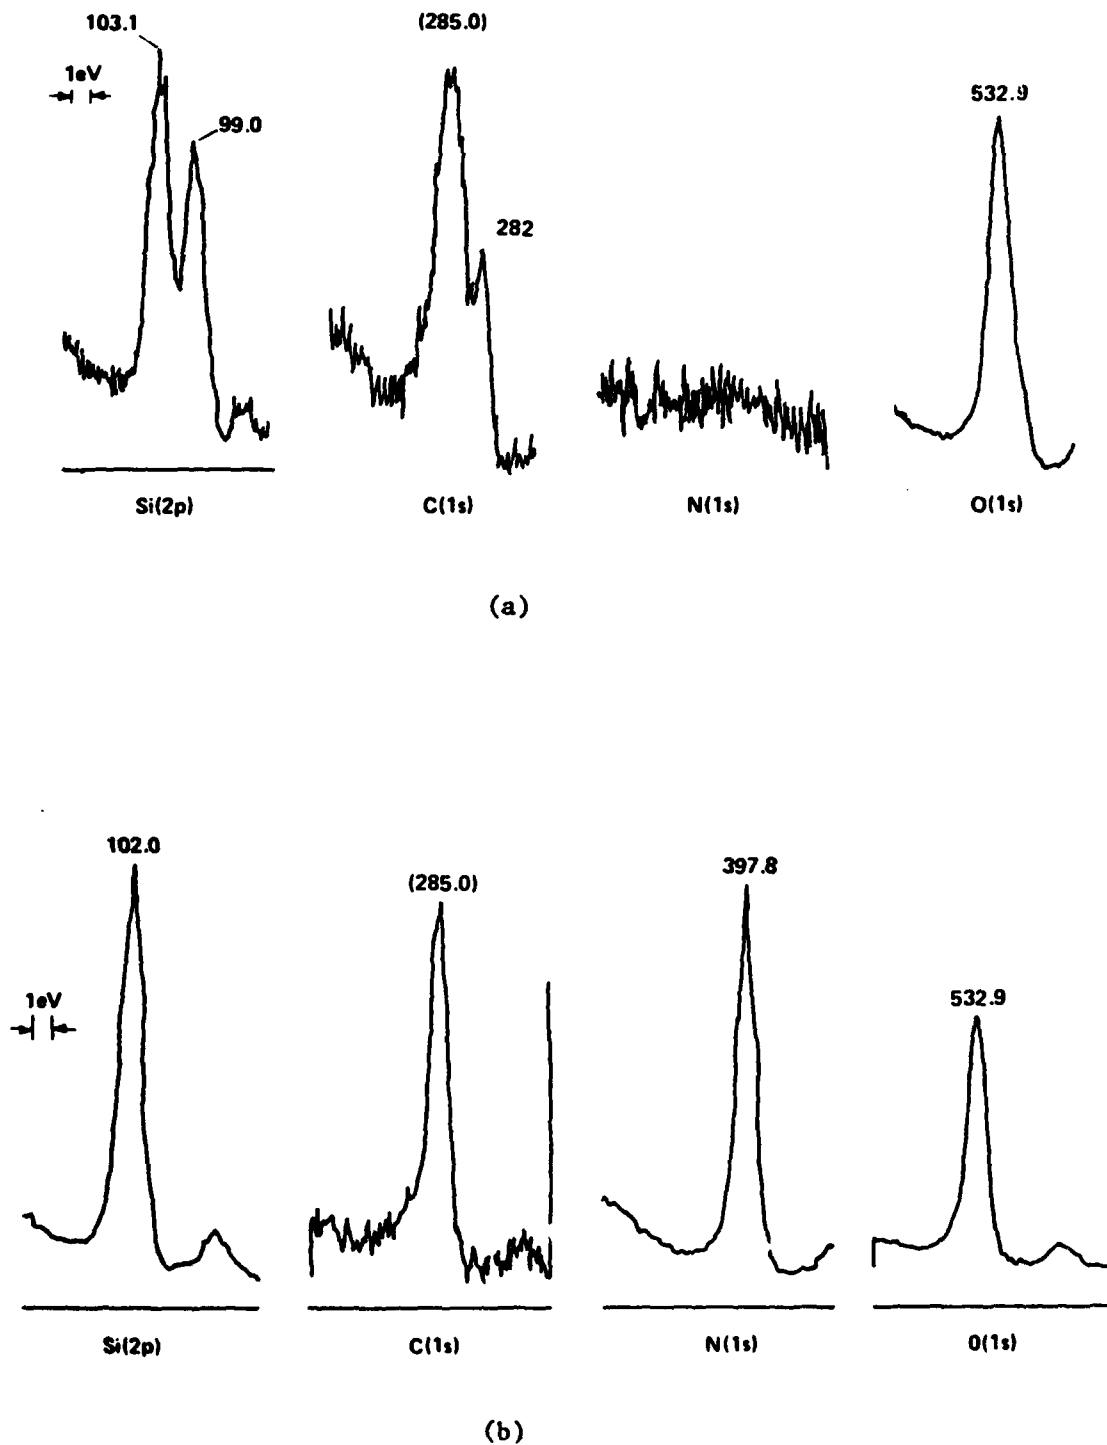 103.1
(285.0)
1eV
532.9
99.0
282
Si(2p)
C(1s)
N(1s)
O(1s)
(a)
102.0
397.8
(285.0)
532.9
1eV
Si(2p)
C(1s)
N(1s)
O(1s)
(b)